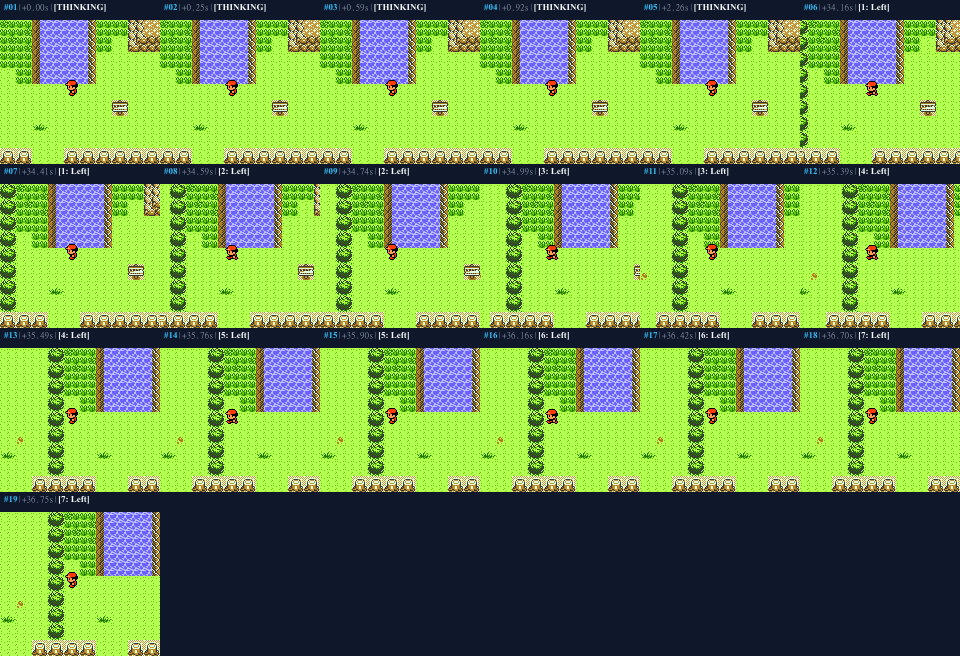 #01|+0.00s|[THINKING]
#02|+0.25s|[THINKING]
#03|+0.59s|[THINKING]
#04|+0.92s|[THINKING]
#05|+2.26s|[THINKING]
#06|+34.16s|[1: Left]
#07|+34.41s|[1: Left]
#08|+34.59s|[2: Left]
#09|+34.74s|[2: Left]
#10|+34.99s|[3: Left]
#11|+35.09s|[3: Left]
#12|+35.39s|[4: Left]
#13|+35.49s|[4: Left]
#14|+35.76s|[5: Left]
#15|+35.90s|[5: Left]
#16|+36.16s|[6: Left]
#17|+36.42s|[6: Left]
#18|+36.70s|[7: Left]
#19|+36.75s|[7: Left]